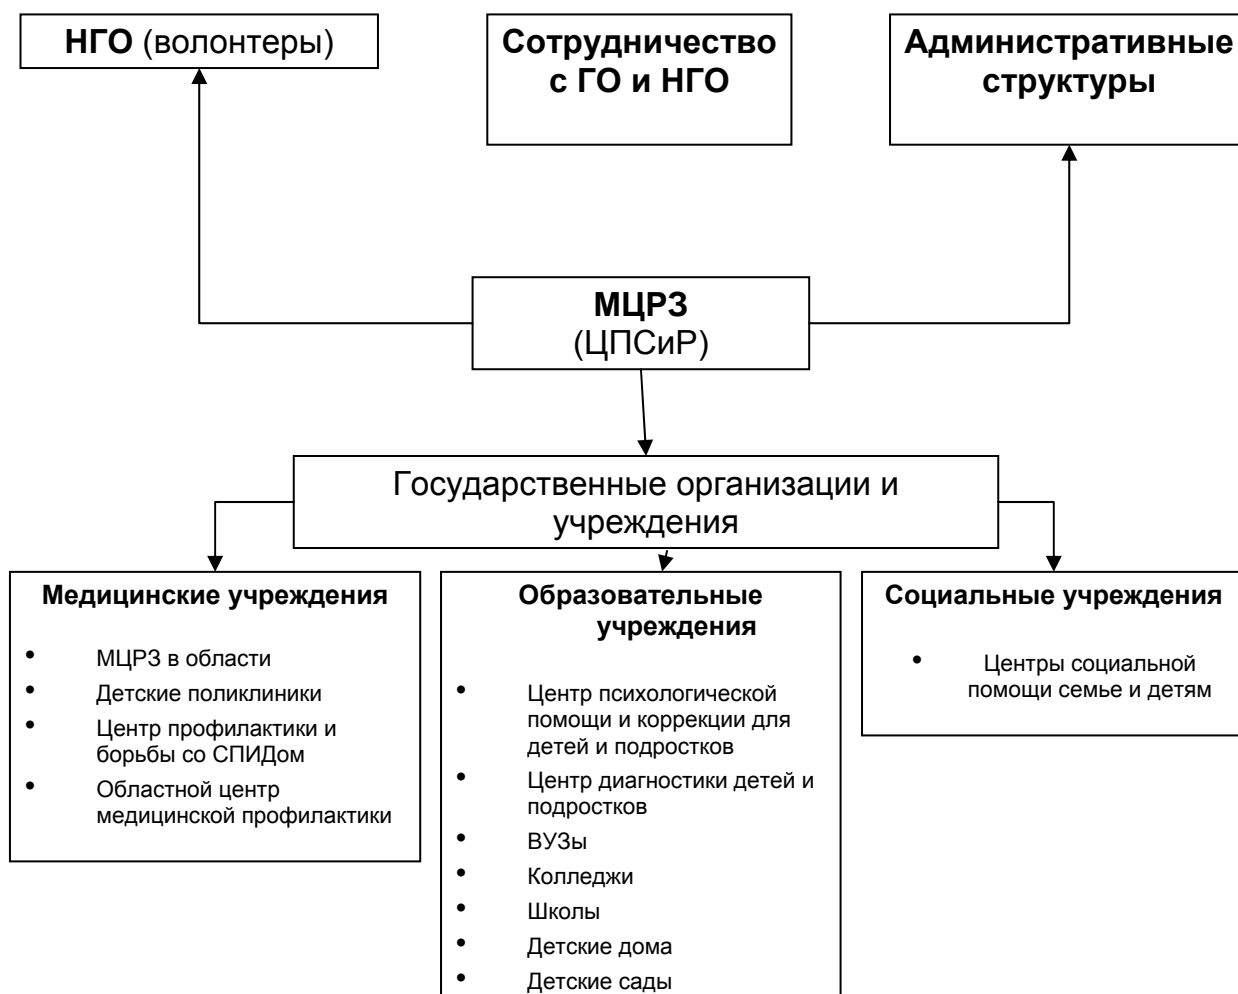 НГО (волонтеры)
Сотрудничество
с ГО и НГО
Административные
структуры
МЦРЗ
(ЦПСиР)
Государственные организации и
учреждения
Медицинские учреждения
• МЦРЗ в области
• Детские поликлиники
• Центр профилактики и
борьбы со СПИДом
• Областной центр
медицинской профилактики
Образовательные
учреждения
• Центр психологической
помощи и коррекции для
детей и подростков
• Центр диагностики детей и
подростков
• ВУЗы
• Колледжи
• Школы
• Детские дома
• Детские сады
Социальные учреждения
• Центры социальной
помощи семье и детям